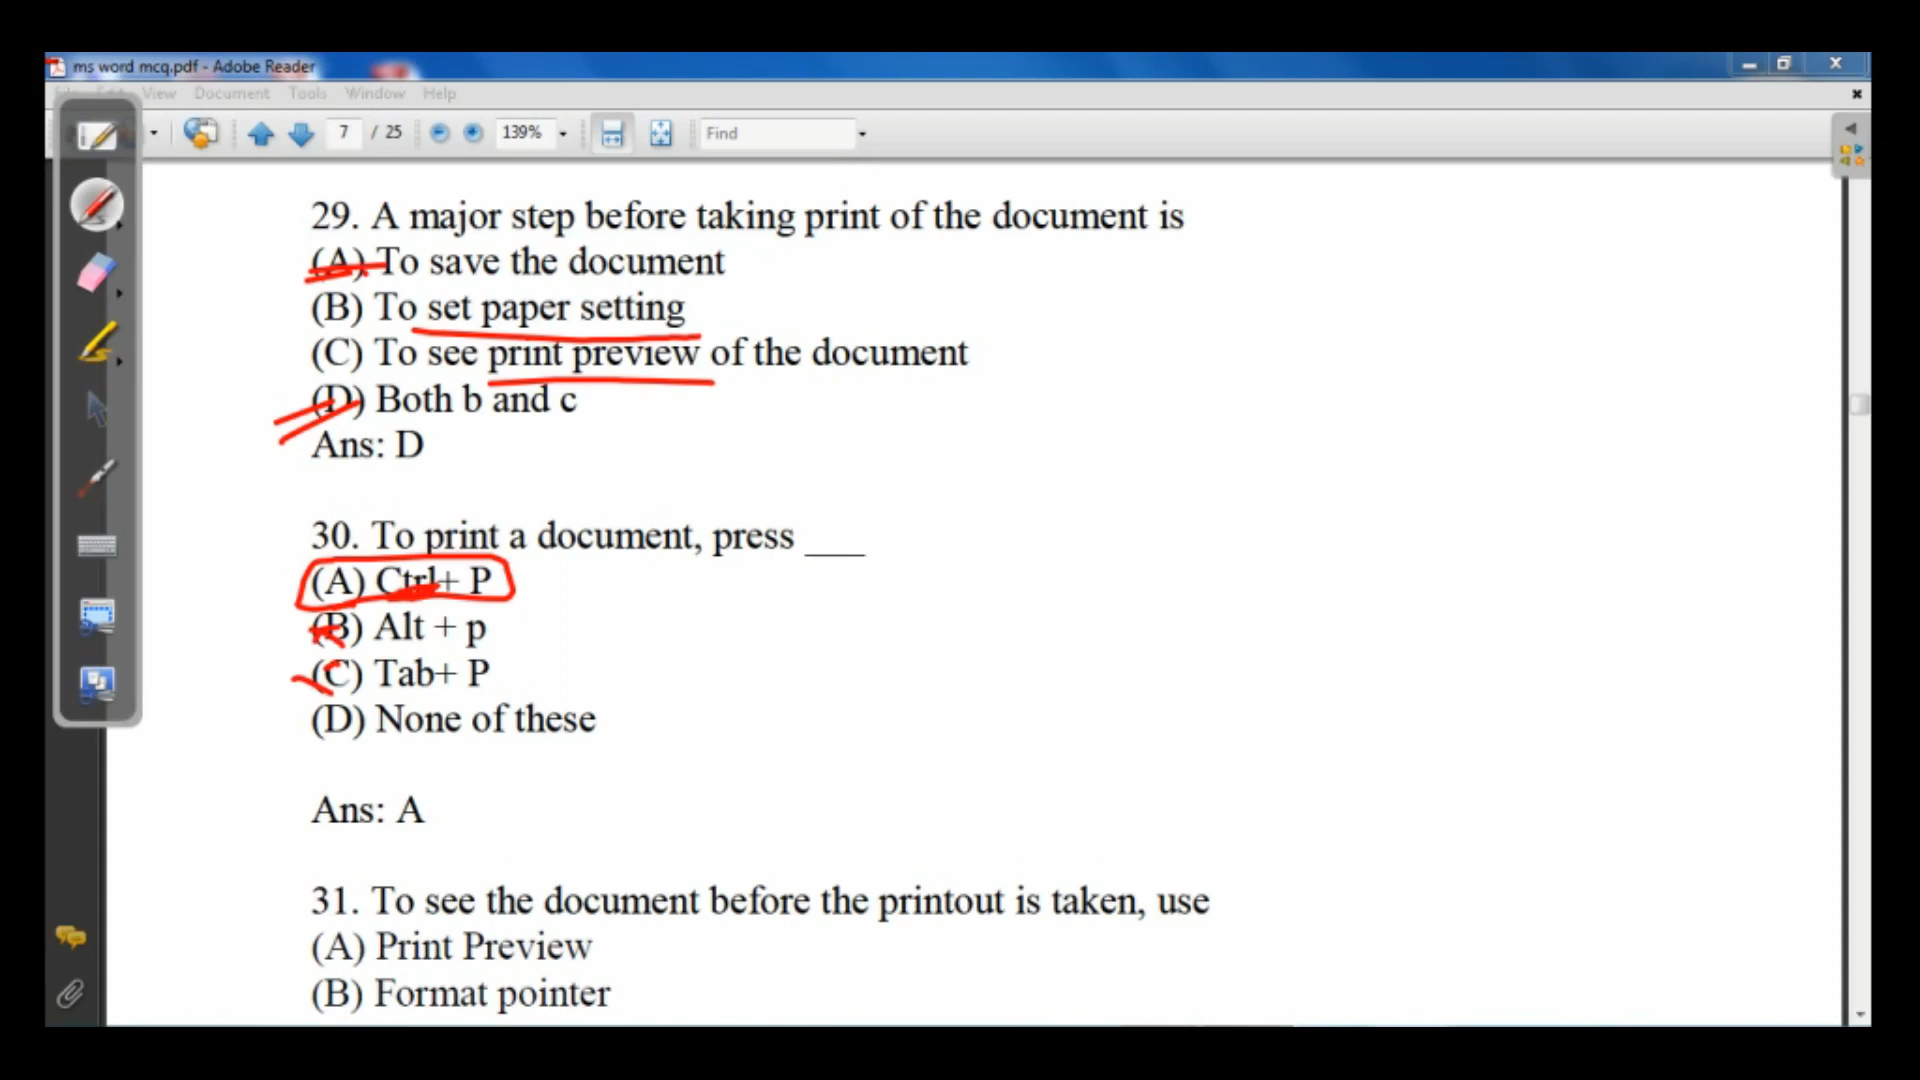 ms word mcq.pdf - Adobe Reader
View Document Tools Window Help
7 / 25 139% Find
29. A major step before taking print of the document is
(A) To save the document
(B) To set paper setting
(C) To see print preview of the document
(D) Both b and c
Ans: D
30. To print a document, press ___
(A) Ctrl+ P
(B) Alt + p
(C) Tab+ P
(D) None of these
Ans: A
31. To see the document before the printout is taken, use
(A) Print Preview
(B) Format pointer